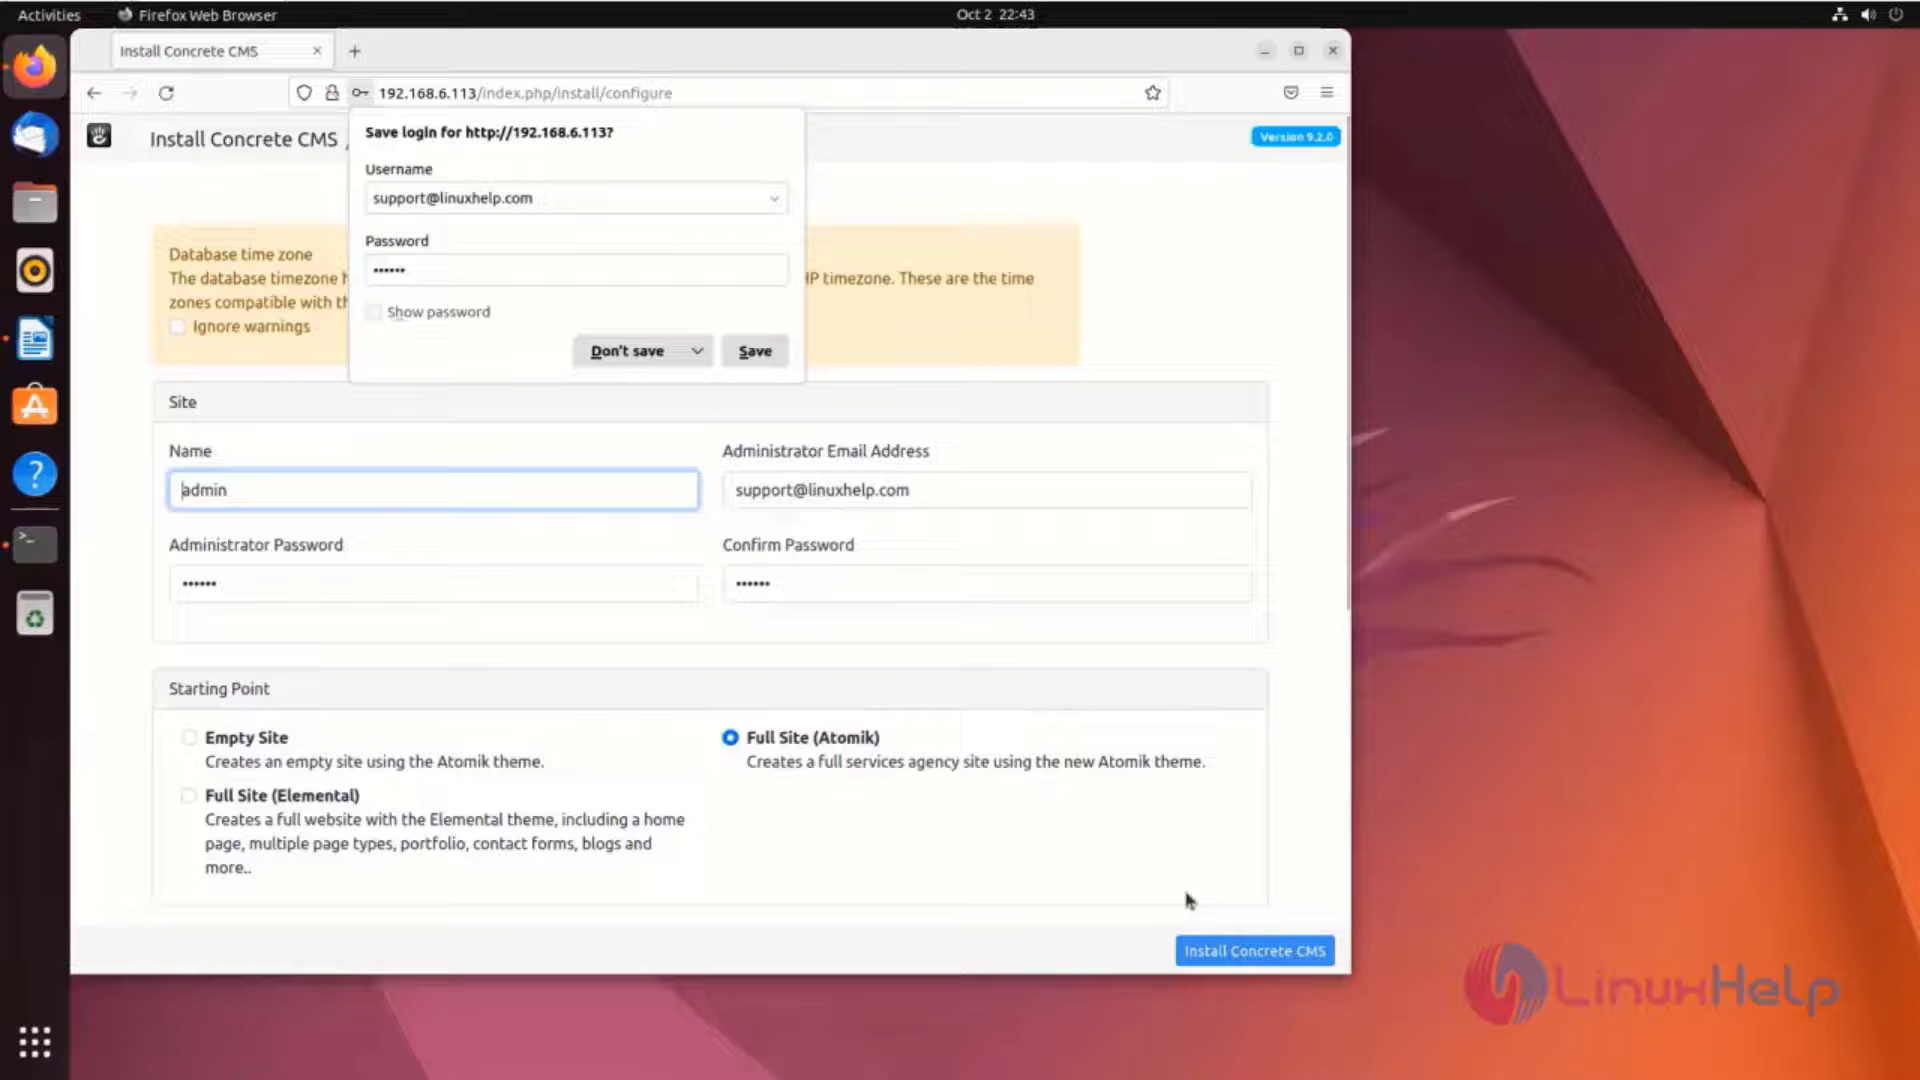 Activities
Firefox Web Browser
Oct 2 22:43
Install Concrete CMS
192.168.6.113/index.php/install/configure
Install Concrete CMS
Version 9.2.0
Save login for http://192.168.6.113?
Username
support@linuxhelp.com
Password
••••••
Show password
Don't save
Save
Database time zone
The database timezone
P timezone. These are the time
zones compatible with
Ignore warnings
Site
Name
Administrator Email Address
admin
support@linuxhelp.com
Administrator Password
Confirm Password
••••••
••••••
Starting Point
Empty Site
Creates an empty site using the Atomik theme.
Full Site (Atomik)
Creates a full services agency site using the new Atomik theme.
Full Site (Elemental)
Creates a full website with the Elemental theme, including a home
page, multiple page types, portfolio, contact forms, blogs and
more..
Install Concrete CMS
LinuxHelp